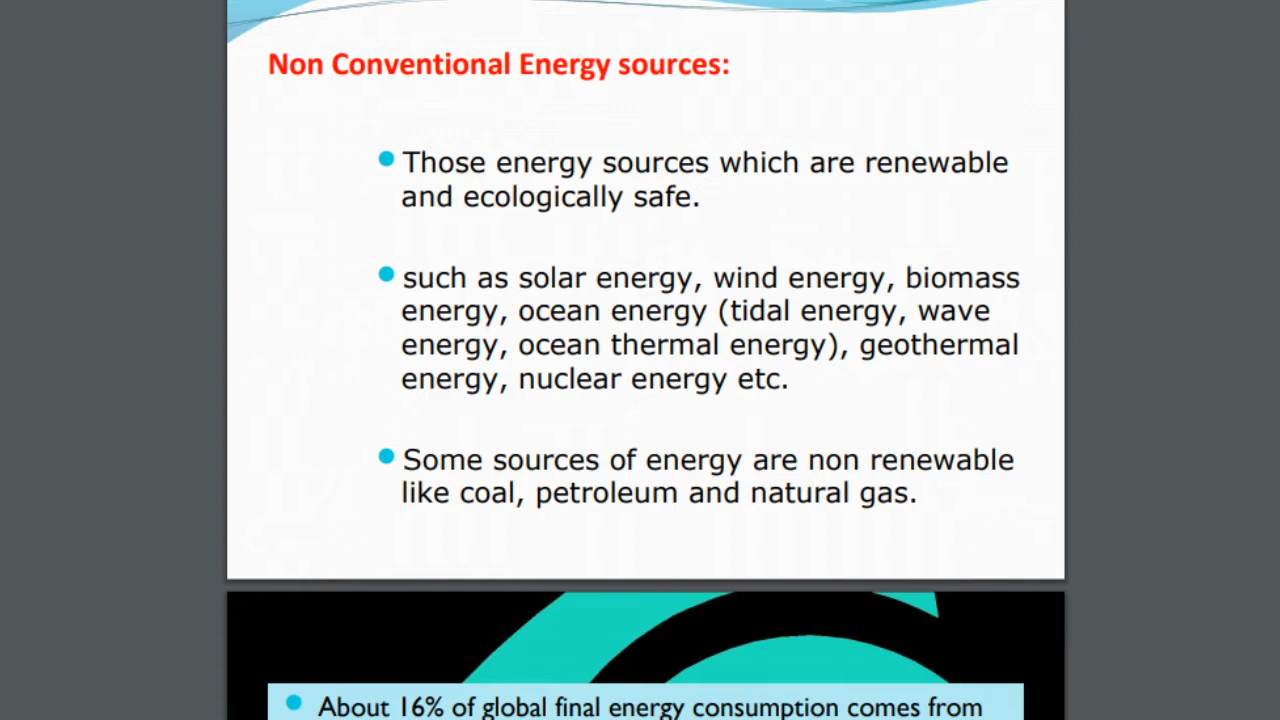 Non Conventional Energy sources:
Those energy sources which are renewable
and ecologically safe.
such as solar energy, wind energy, biomass
energy, ocean energy (tidal energy, wave
energy, ocean thermal energy), geothermal
energy, nuclear energy etc.
Some sources of energy are non renewable
like coal, petroleum and natural gas.
About 16% of global final energy consumption comes from